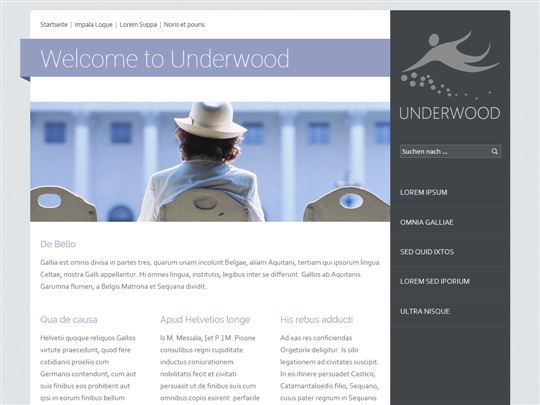 Startseite | Impala Loque | Lorem Suppa | Noris et pouris
Welcome to Underwood
UNDERWOOD
Suchen nach ...
LOREM IPSUM
OMNIA GALLIAE
SED QUID IXTOS
LOREM SED IPORIUM
ULTRA NISQUE
De Bello
Gallia est omnis divisa in partes tres, quarum unam incolunt Belgae, aliam Aquitani, tertiam qui ipsorum lingua
Celtae, nostra Galli appellantur. Hi omnes lingua, institutis, legibus inter se differunt. Gallos ab Aquitanis
Garumna flumen, a Belgis Matrona et Sequana dividit.
Qua de causa
Helvetii quoque reliquos Gallos
virtute praecedunt, quod fere
cotidianis proeliis cum
Germanis contendunt, cum aut
suis finibus eos prohibent aut
ipsi in eorum finibus bellum
Apud Helvetios longe
Is M. Messala, [et P.] M. Pisone
consulibus regni cupiditate
inductus coniurationem
nobilitatis fecit et civitati
persuasit ut de finibus suis cum
omnibus copiis exirent. perfacile
His rebus adducti
Ad eas res conficiendas
Orgetorix deligitur. Is sibi
legationem ad civitates suscipit.
In eo itinere persuadet Castico,
Catamantaloedis filio, Sequano,
cuius pater regnum in Sequanis